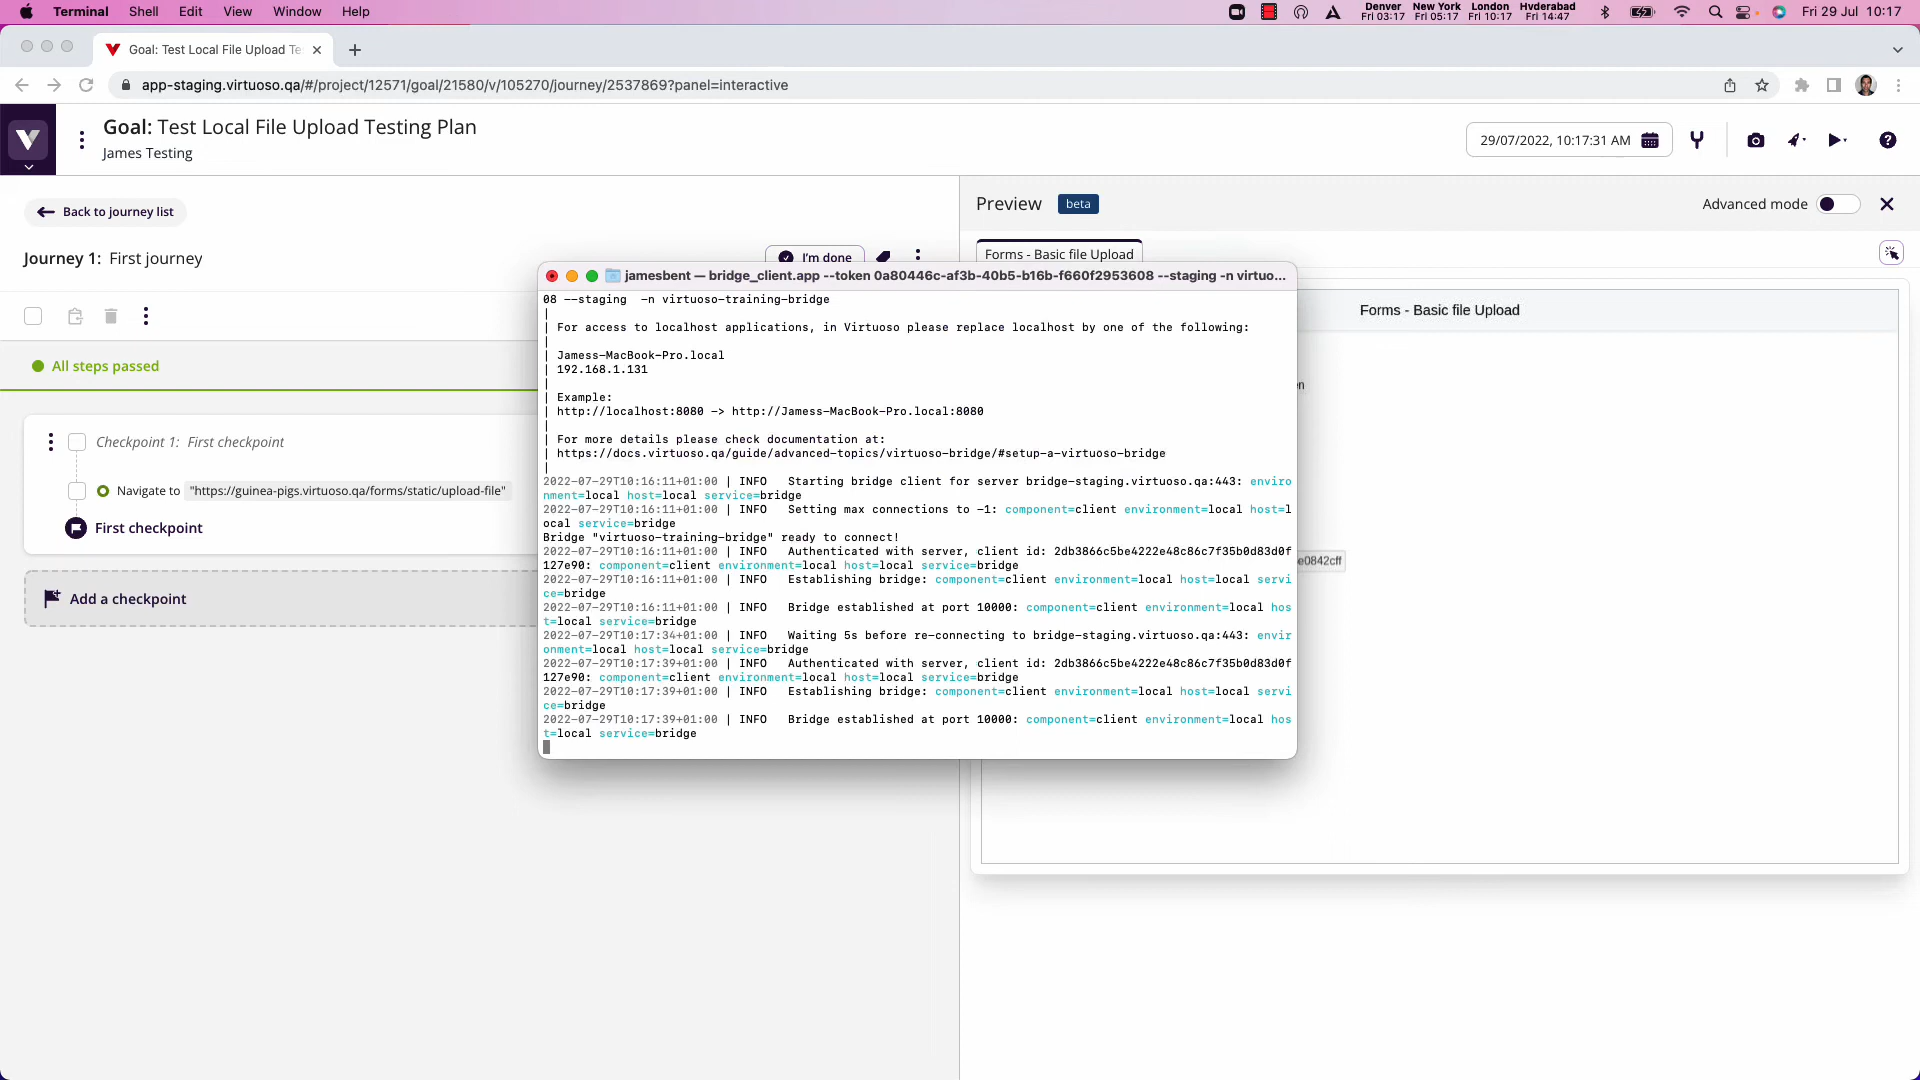 Terminal Shell Edit View Window Help
Denver New York London Hyderabad
Fri 03:17 Fri 05:17 Fri 10:17 Fri 14:47
Fri 29 Jul 10:17
Goal: Test Local File Upload Te
app-staging.virtuoso.qa/#/project/12571/goal/21580/v/105270/journey/2537869?panel=interactive
Goal: Test Local File Upload Testing Plan
James Testing
29/07/2022, 10:17:31 AM
Back to journey list
Preview beta
Advanced mode
Journey 1: First journey
I'm done
Forms - Basic file Upload
Forms - Basic file Upload
All steps passed
Checkpoint 1: First checkpoint
Navigate to "https://guinea-pigs.virtuoso.qa/forms/static/upload-file"
First checkpoint
Add a checkpoint
jamesbent — bridge_client.app --token 0a80446c-af3b-40b5-b16b-f660f2953608 --staging -n virtuo...
08 --staging -n virtuoso-training-bridge
|
| For access to localhost applications, in Virtuoso please replace localhost by one of the following:
|
| Jamess-MacBook-Pro.local
| 192.168.1.131
|
| Example:
| http://localhost:8080 -> http://Jamess-MacBook-Pro.local:8080
|
| For more details please check documentation at:
| https://docs.virtuoso.qa/guide/advanced-topics/virtuoso-bridge/#setup-a-virtuoso-bridge
|
2022-07-29T10:16:11+01:00 | INFO Starting bridge client for server bridge-staging.virtuoso.qa:443: enviro
nment=local host=local service=bridge
2022-07-29T10:16:11+01:00 | INFO Setting max connections to -1: component=client environment=local host=l
ocal service=bridge
Bridge "virtuoso-training-bridge" ready to connect!
2022-07-29T10:16:11+01:00 | INFO Authenticated with server, client id: 2db3866c5be4222e48c86c7f35b0d83d0f
127e90: component=client environment=local host=local service=bridge
2022-07-29T10:16:11+01:00 | INFO Establishing bridge: component=client environment=local host=local servi
ce=bridge
2022-07-29T10:16:11+01:00 | INFO Bridge established at port 10000: component=client environment=local hos
t=local service=bridge
2022-07-29T10:17:34+01:00 | INFO Waiting 5s before re-connecting to bridge-staging.virtuoso.qa:443: envir
onment=local host=local service=bridge
2022-07-29T10:17:39+01:00 | INFO Authenticated with server, client id: 2db3866c5be4222e48c86c7f35b0d83d0f
127e90: component=client environment=local host=local service=bridge
2022-07-29T10:17:39+01:00 | INFO Establishing bridge: component=client environment=local host=local servi
ce=bridge
2022-07-29T10:17:39+01:00 | INFO Bridge established at port 10000: component=client environment=local hos
t=local service=bridge
en
e0842cff